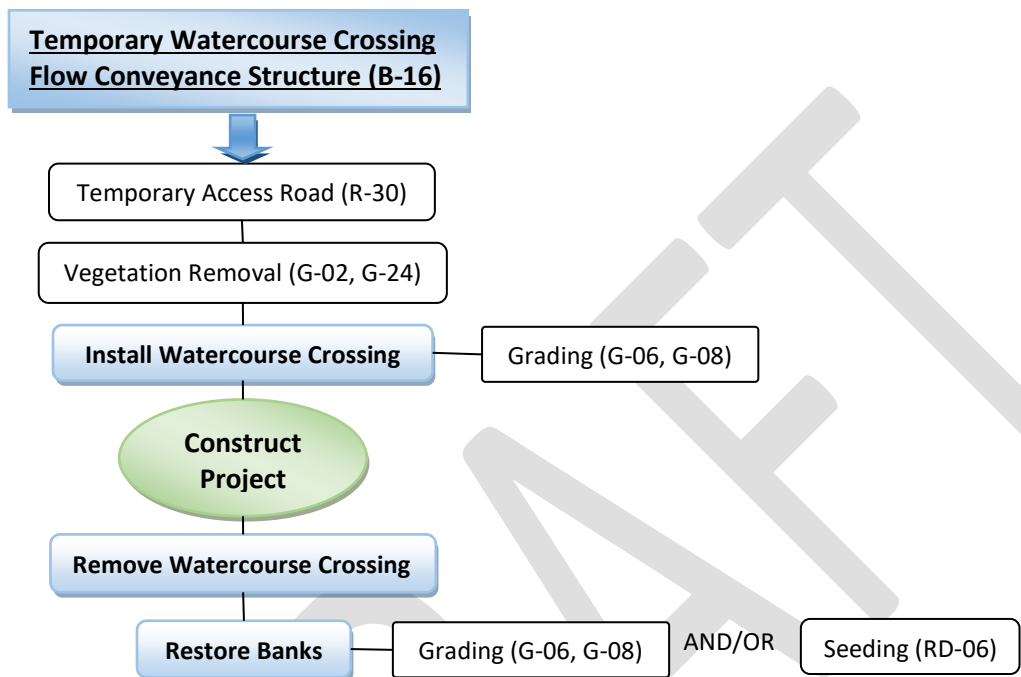 Temporary Watercourse Crossing
Flow Conveyance Structure (B-16)
Temporary Access Road (R-30)
Vegetation Removal (G-02, G-24)
Install Watercourse Crossing
Grading (G-06, G-08)
Construct
Project
Remove Watercourse Crossing
Restore Banks
Grading (G-06, G-08)
AND/OR
Seeding (RD-06)
DRAFT